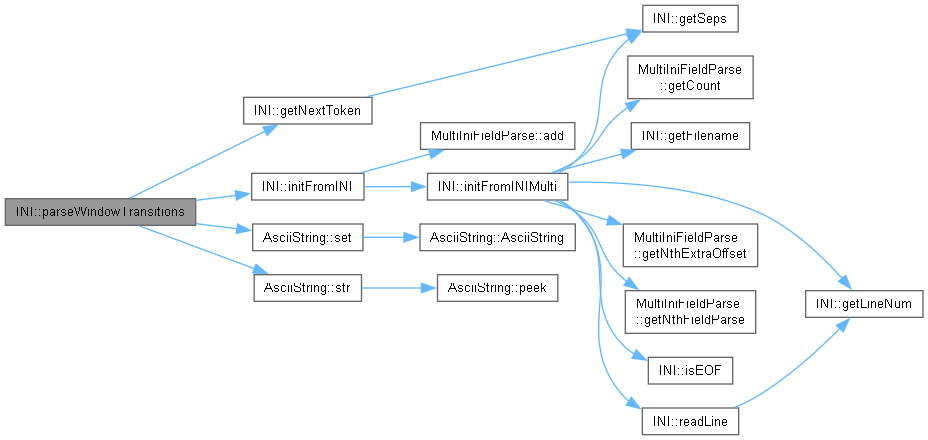 INI::getSeps
MultiIniFieldParse
::getCount
INI::getNextToken
MultiIniFieldParse::add
INI::getFilename
INI::initFromINI
INI::initFromINIMulti
INI::parseWindowTransitions
AsciiString::set
AsciiString::AsciiString
MultiIniFieldParse
::getNthExtraOffset
AsciiString::str
AsciiString::peek
MultiIniFieldParse
::getNthFieldParse
INI::getLineNum
INI::isEOF
INI::readLine